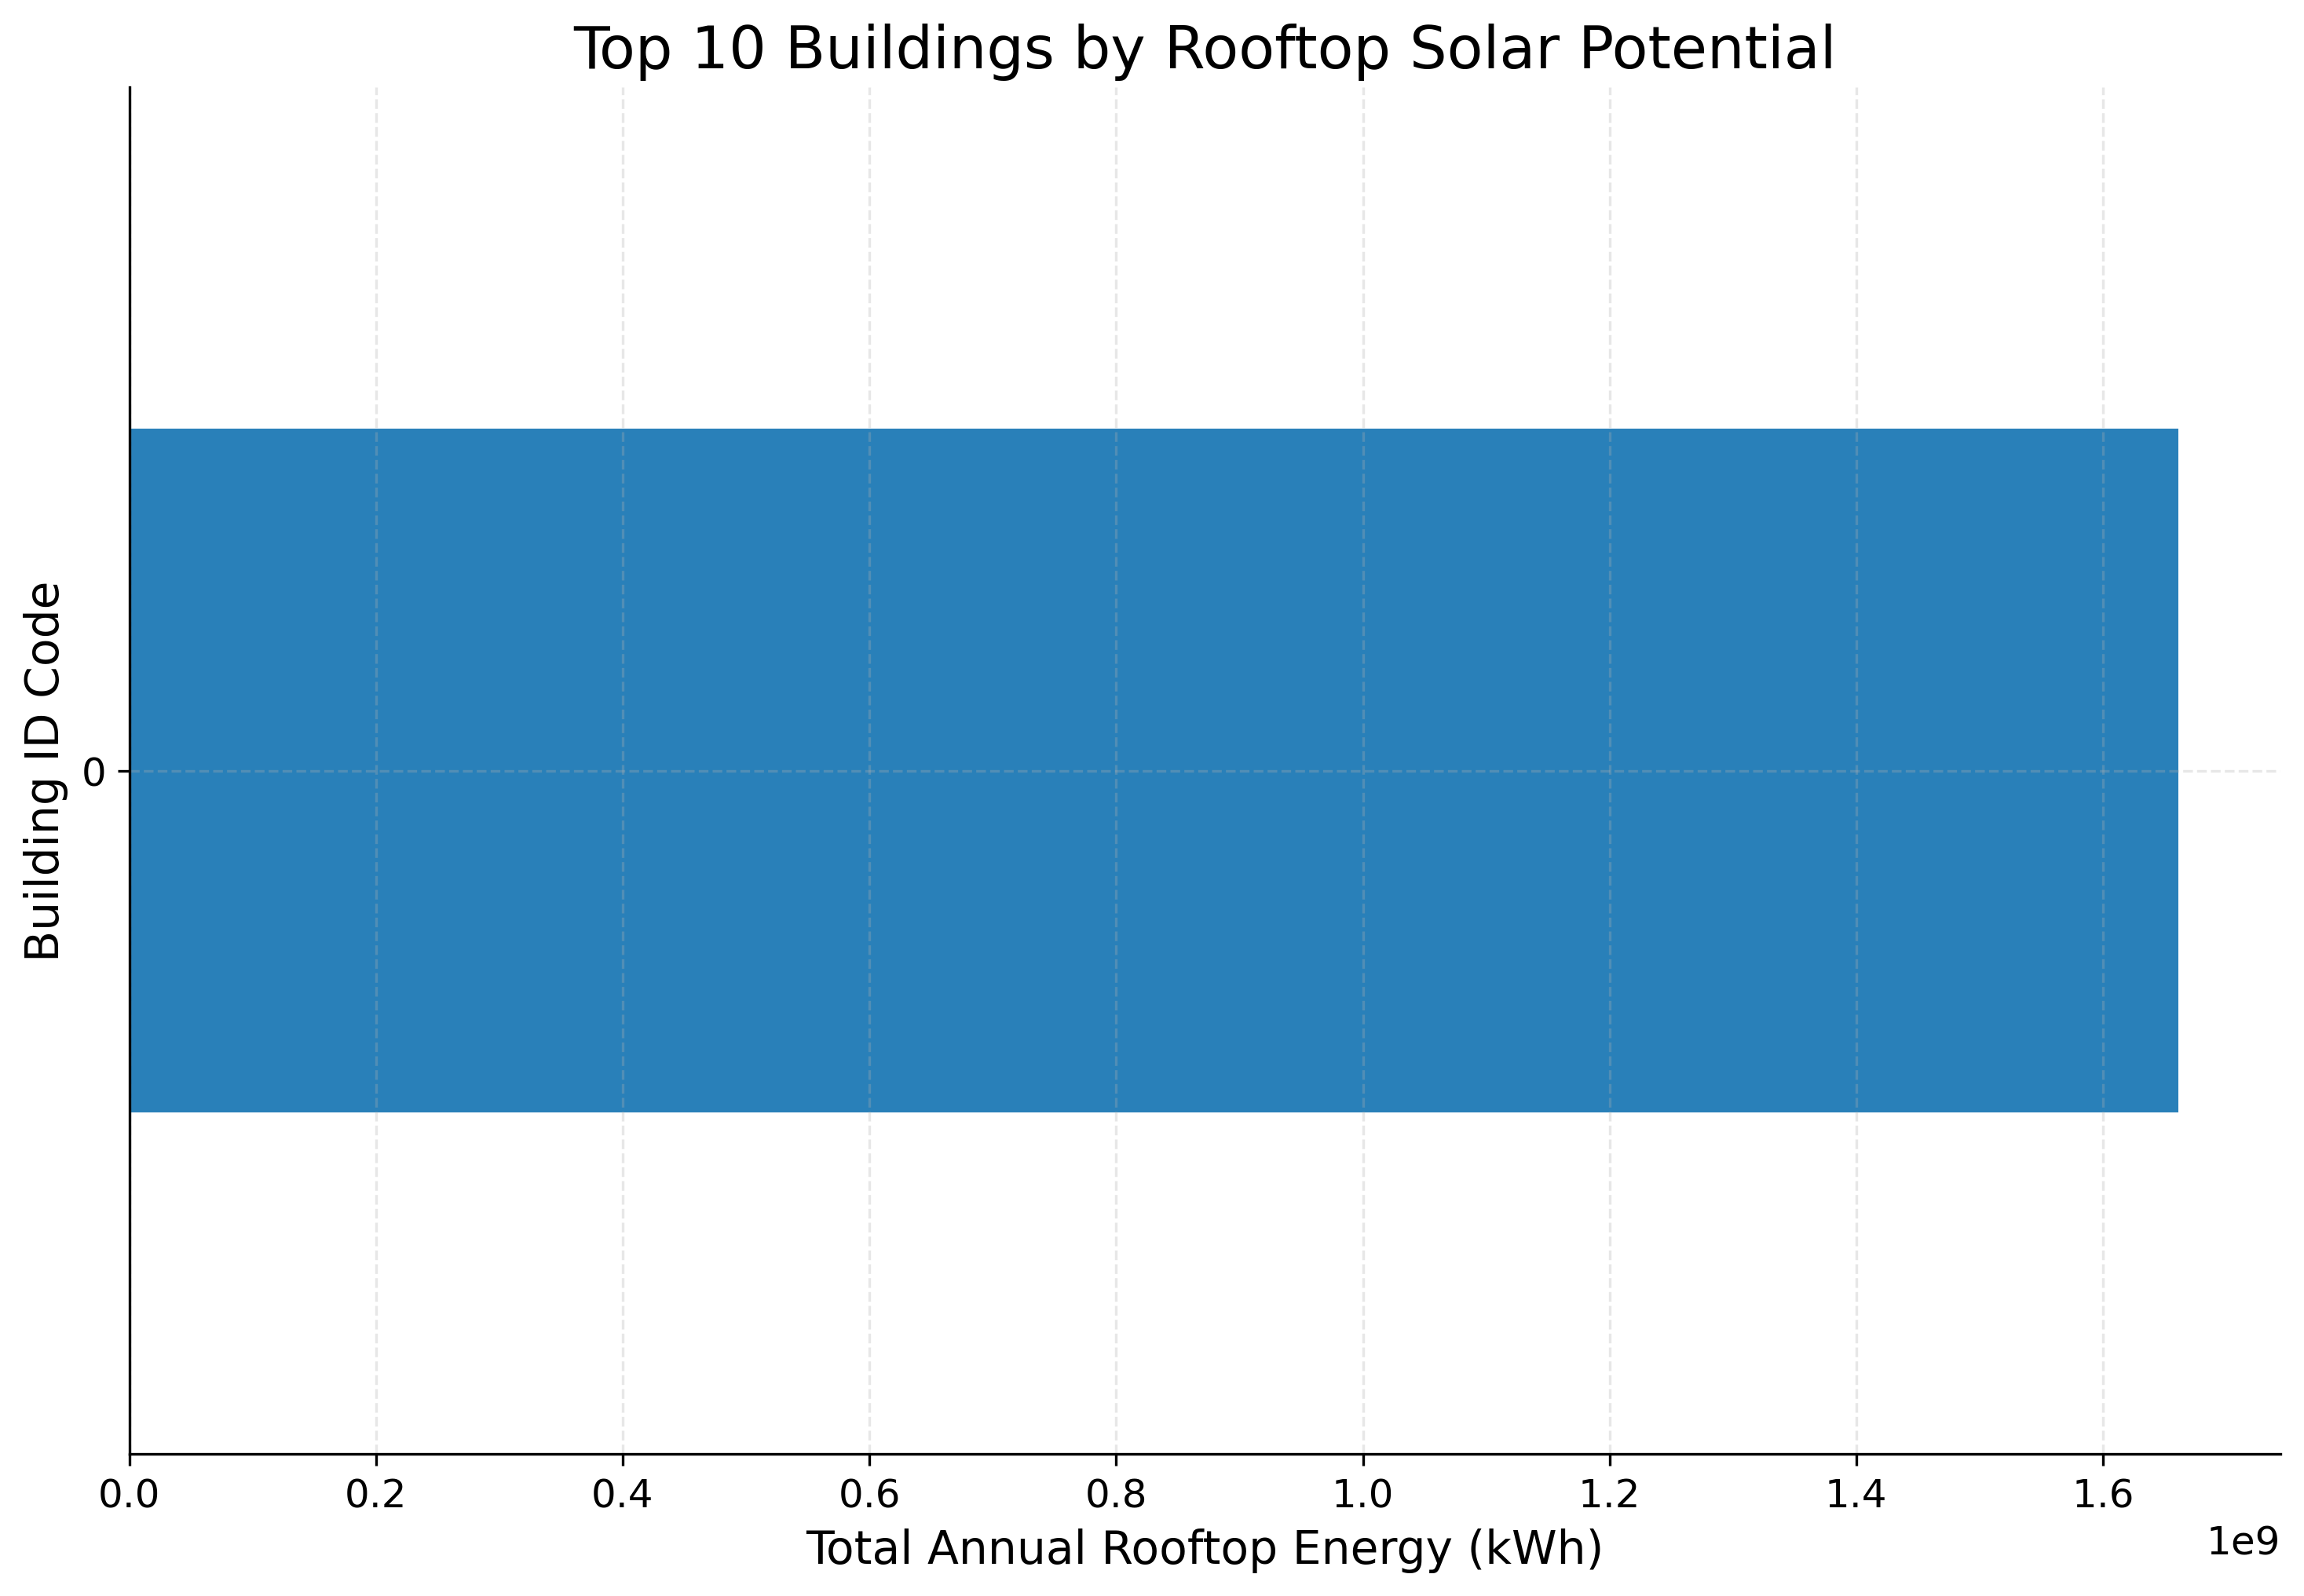 Top 10 Buildings by Rooftop Solar Potential
Building ID Code
0
0.0 0.2 0.4 0.6 0.8 1.0 1.2 1.4 1.6
Total Annual Rooftop Energy (kWh)
1e9